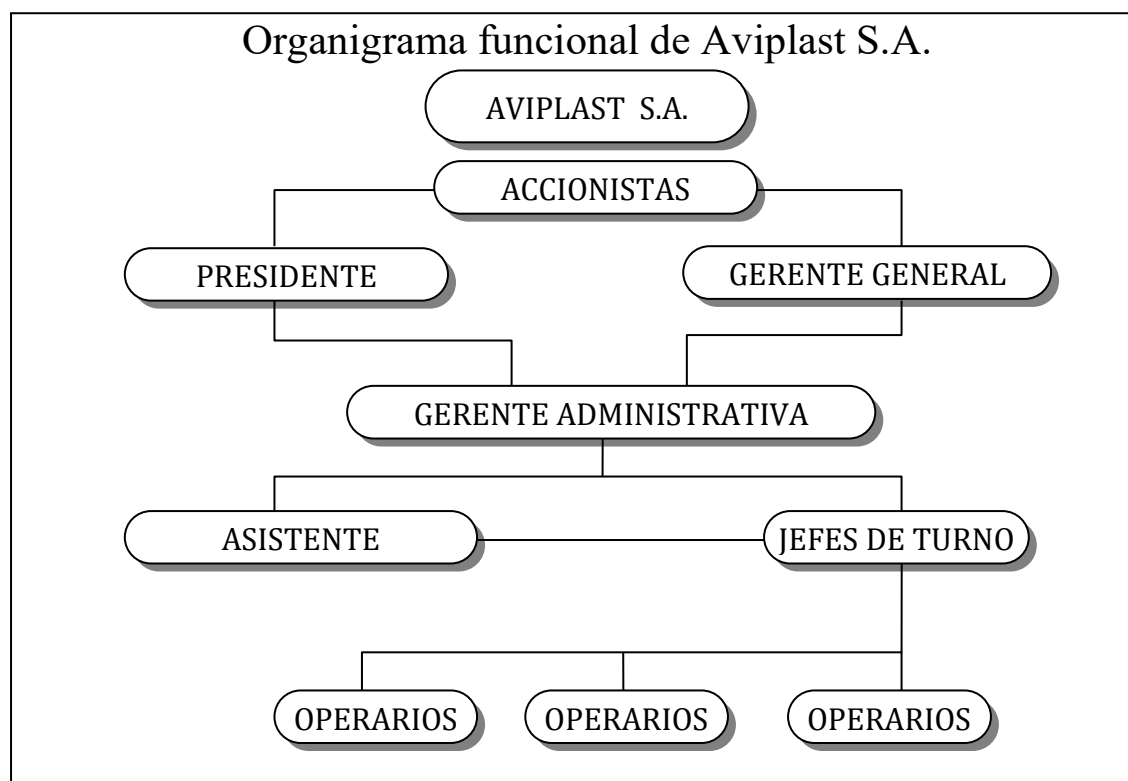 Organigrama funcional de Aviplast S.A.
AVIPLAST S.A.
ACCIONISTAS
PRESIDENTE
GERENTE GENERAL
GERENTE ADMINISTRATIVA
ASISTENTE
JEFES DE TURNO
OPERARIOS
OPERARIOS
OPERARIOS